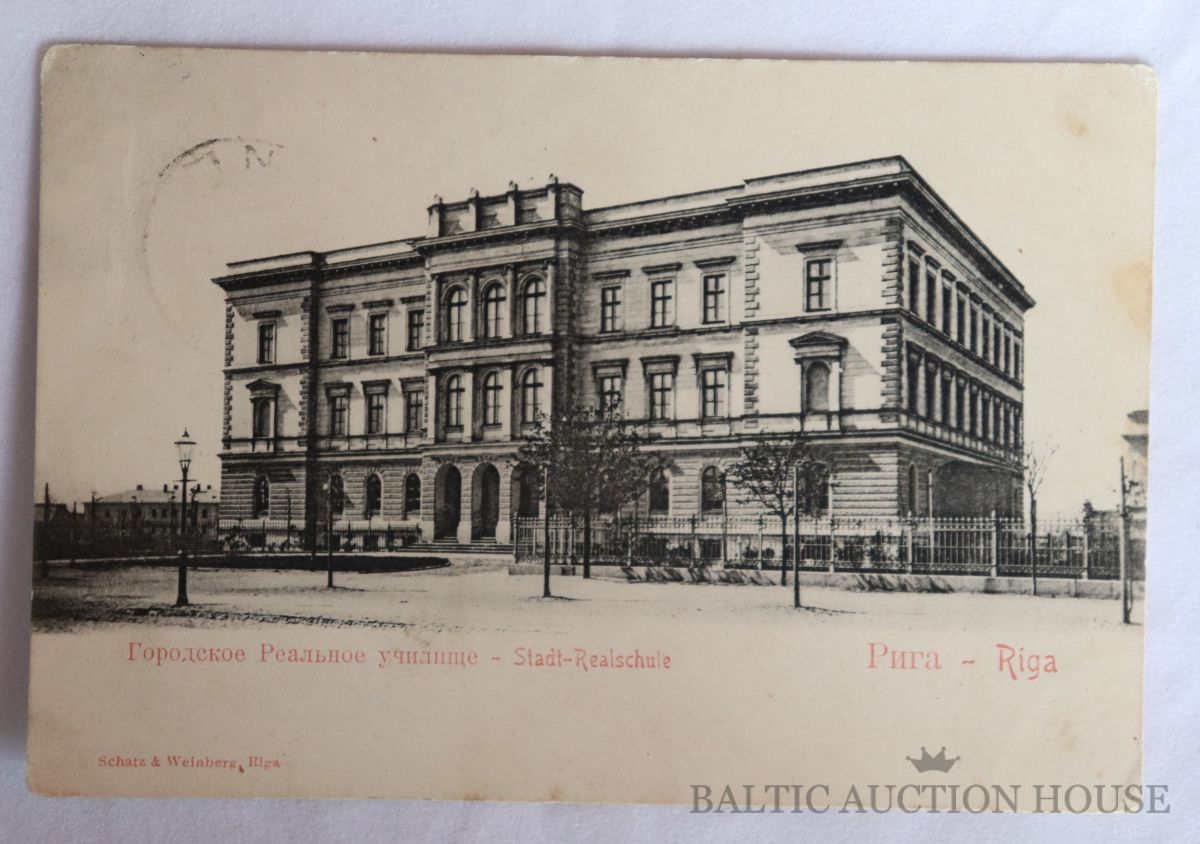 Городское Реальное училище - Stadt-Realschule
Рига - Riga
Schatz & Weinberg, Riga
BALTIC AUCTION HOUSE